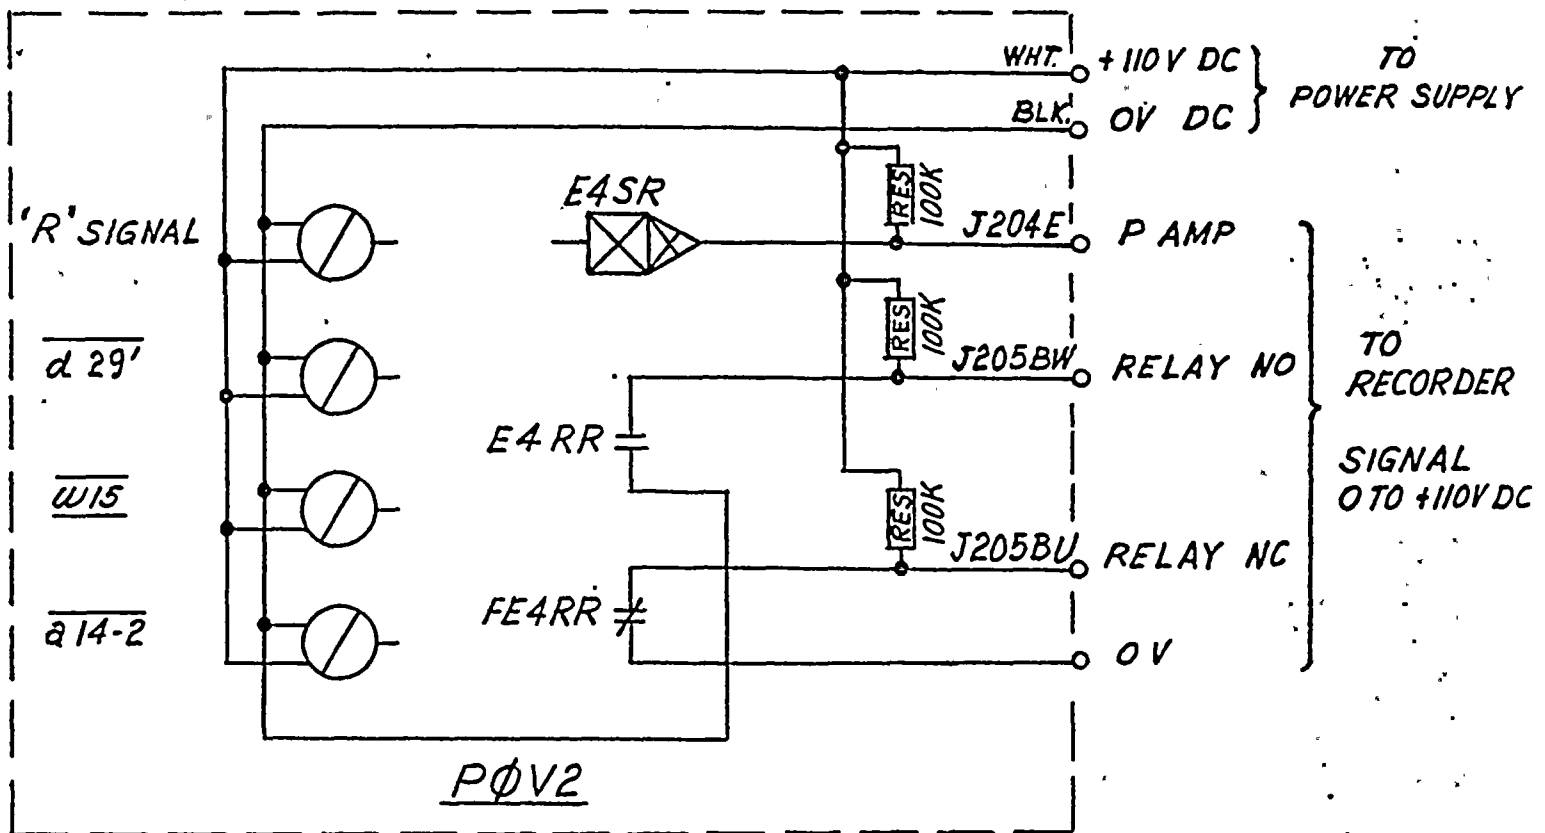 WHT. +110V DC
BLK. 0V DC
TO
POWER SUPPLY
'R' SIGNAL
E4SR
RES
100K
J204E
P AMP
d 29'
RES
100K
J205BW
RELAY NO
TO
RECORDER
SIGNAL
0 TO +110V DC
E4RR
W15
RES
100K
J205BU
RELAY NC
a 14-2
FE4RR
0V
PØV2